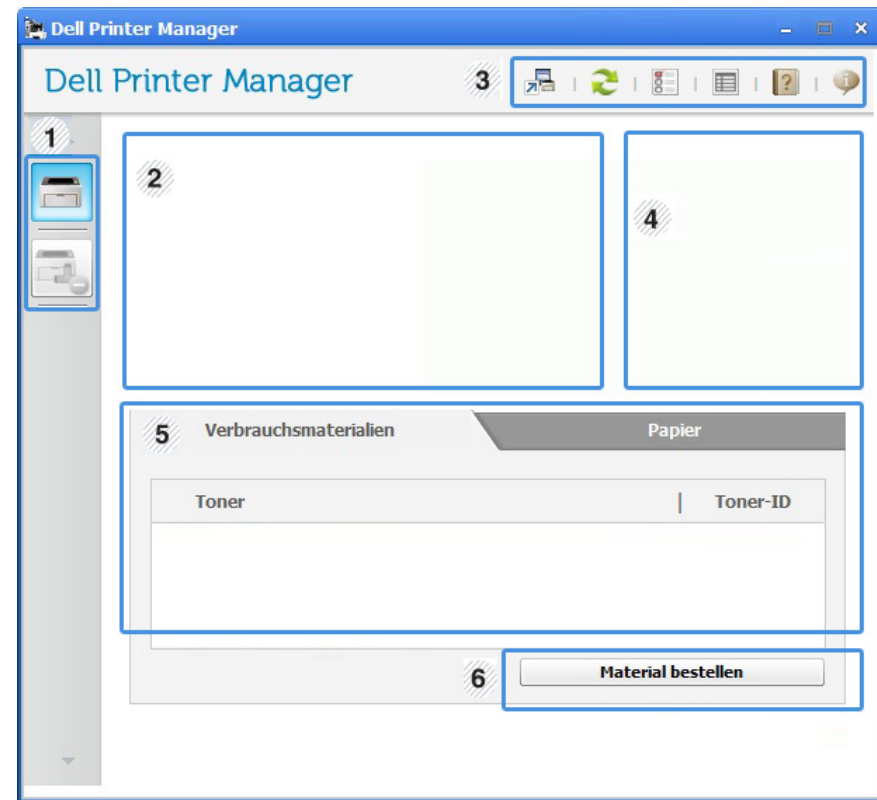 Dell Printer Manager
Dell Printer Manager
3
1
2
4
5 Verbrauchsmaterialien Papier
Toner | Toner-ID
6 Material bestellen